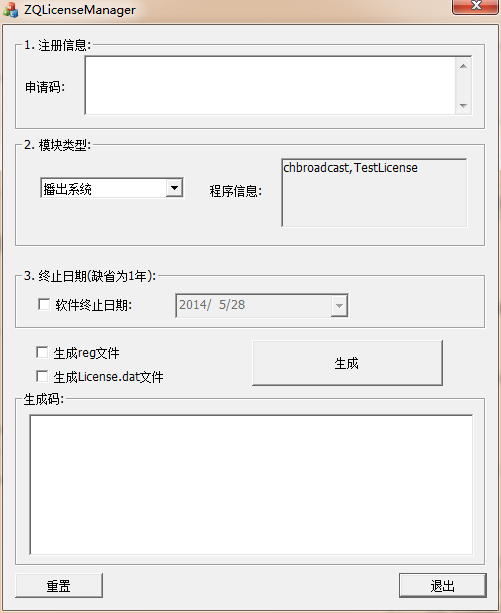 ZQLicenseManager
1. 注册信息:
申请码:
2. 模块类型:
播出系统
程序信息:
chbroadcast,TestLicense
3. 终止日期(缺省为1年):
软件终止日期:
2014/ 5/28
生成reg文件
生成License.dat文件
生成
生成码:
重置
退出